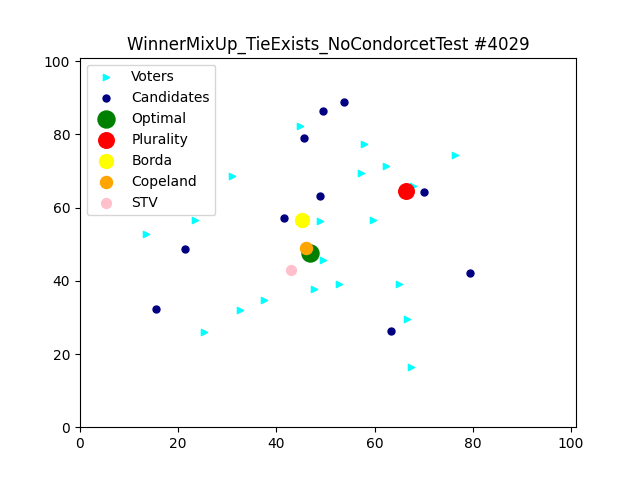 WinnerMixUp_TieExists_NoCondorcetTest #4029
Voters
Candidates
Optimal
Plurality
Borda
Copeland
STV
100
80
60
40
20
0
0 20 40 60 80 100